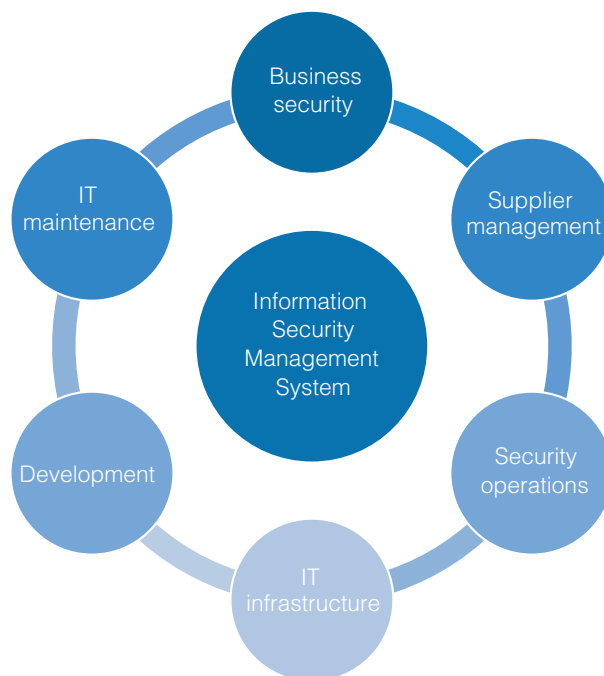 Business
security
IT
maintenance
Supplier
management
Information
Security
Management
System
Development
Security
operations
IT
infrastructure